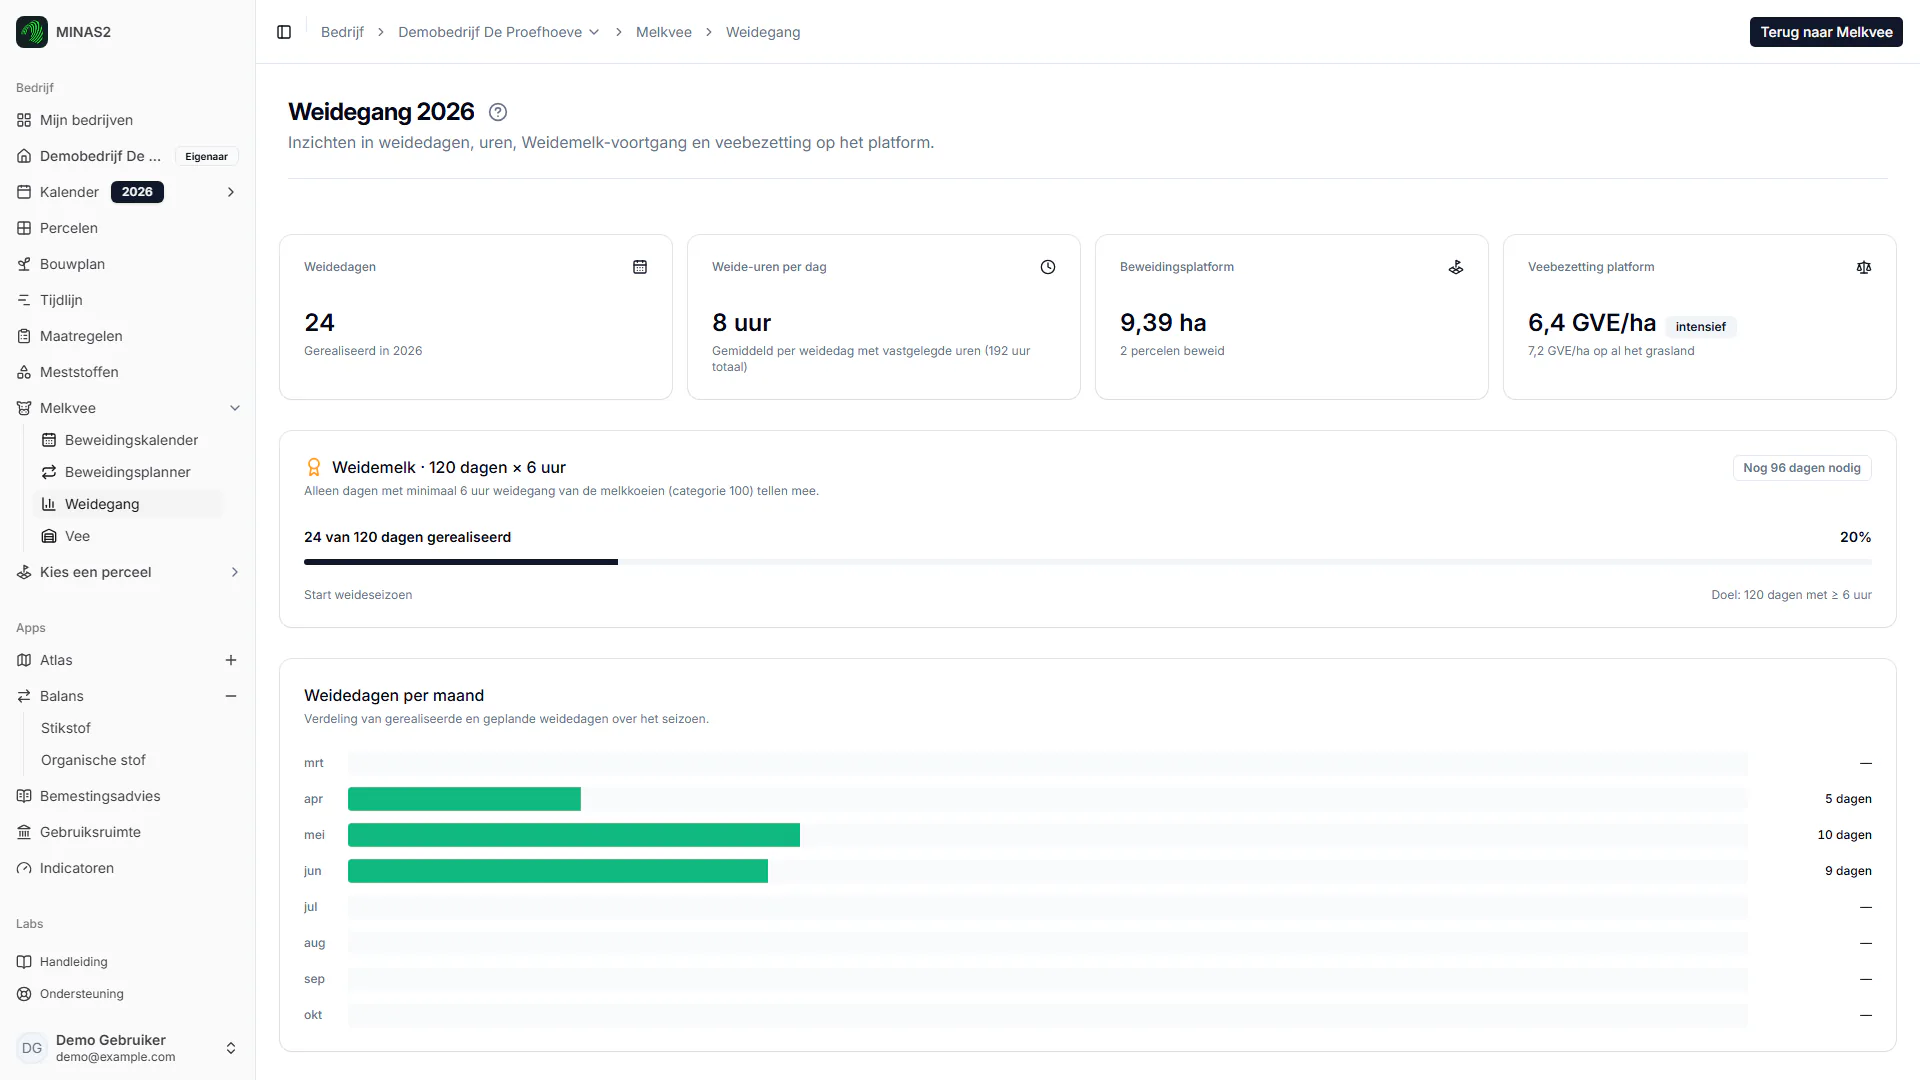 MINAS2
Bedrijf
Mijn bedrijven
Demobedrijf De ...
Eigenaar
Kalender
2026
Percelen
Bouwplan
Tijdlijn
Maatregelen
Meststoffen
Melkvee
Beweidingskalender
Beweidingsplanner
Weidegang
Vee
Kies een perceel
Apps
Atlas
Balans
Stikstof
Organische stof
Bemestingsadvies
Gebruiksruimte
Indicatoren
Labs
Handleiding
Ondersteuning
DG
Demo Gebruiker
demo@example.com
Bedrijf
Demobedrijf De Proefhoeve
Melkvee
Weidegang
Terug naar Melkvee
Weidegang 2026
Inzichten in weidedagen, uren, Weidemelk-voortgang en veebezetting op het platform.
Weidedagen
24
Gerealiseerd in 2026
Weide-uren per dag
8 uur
Gemiddeld per weidedag met vastgelegde uren (192 uur
totaal)
Beweidingsplatform
9,39 ha
2 percelen beweid
Veebezetting platform
6,4 GVE/ha
intensief
7,2 GVE/ha op al het grasland
Weidemelk · 120 dagen × 6 uur
Nog 96 dagen nodig
Alleen dagen met minimaal 6 uur weidegang van de melkkoeien (categorie 100) tellen mee.
24 van 120 dagen gerealiseerd
20%
Start weideseizoen
Doel: 120 dagen met ≥ 6 uur
Weidedagen per maand
Verdeling van gerealiseerde en geplande weidedagen over het seizoen.
mrt —
apr 5 dagen
mei 10 dagen
jun 9 dagen
jul —
aug —
sep —
okt —